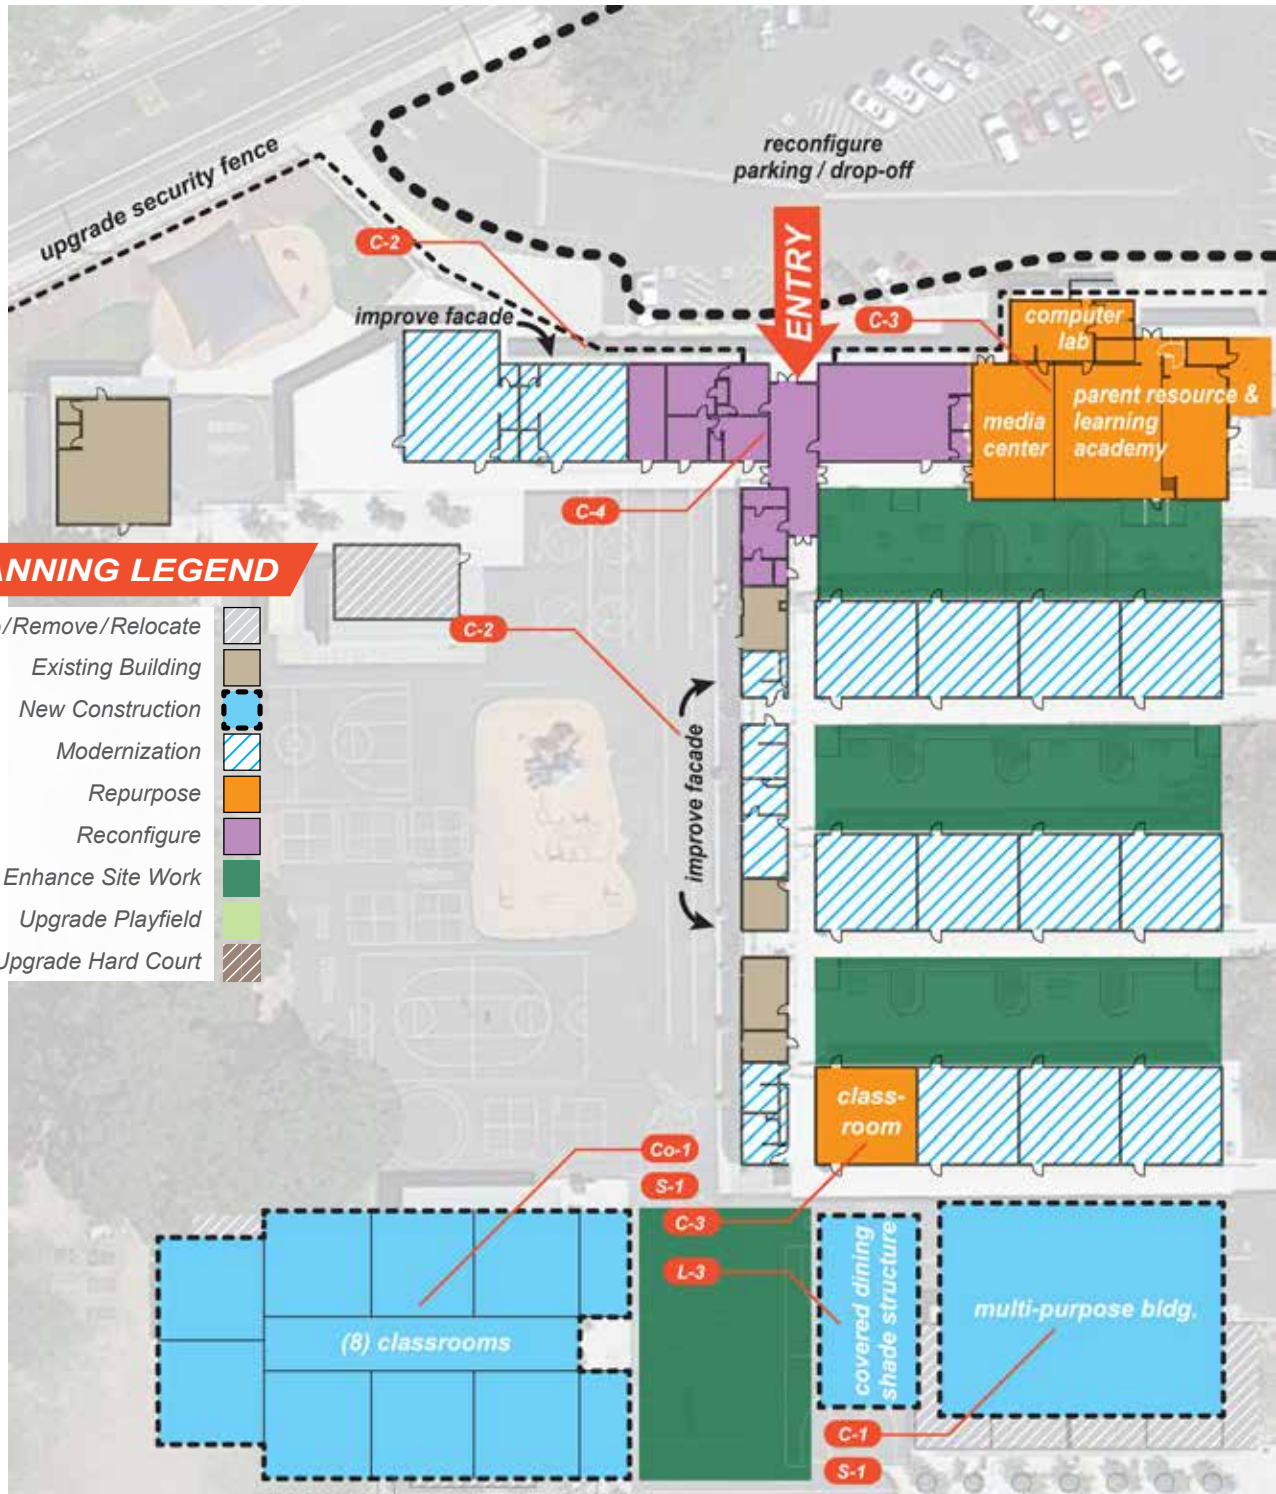 upgrade security fence
reconfigure
parking / drop-off
C-2
ENTRY
improve facade
C-3
computer
lab
parent resource &
learning
academy
media
center
C-4
ANNING LEGEND
/Remove/Relocate
Existing Building
New Construction
Modernization
Repurpose
Reconfigure
Enhance Site Work
Upgrade Playfield
Upgrade Hard Court
C-2
improve facade
class-
room
Co-1
S-1
C-3
L-3
(8) classrooms
covered dining
shade structure
multi-purpose bldg.
C-1
S-1